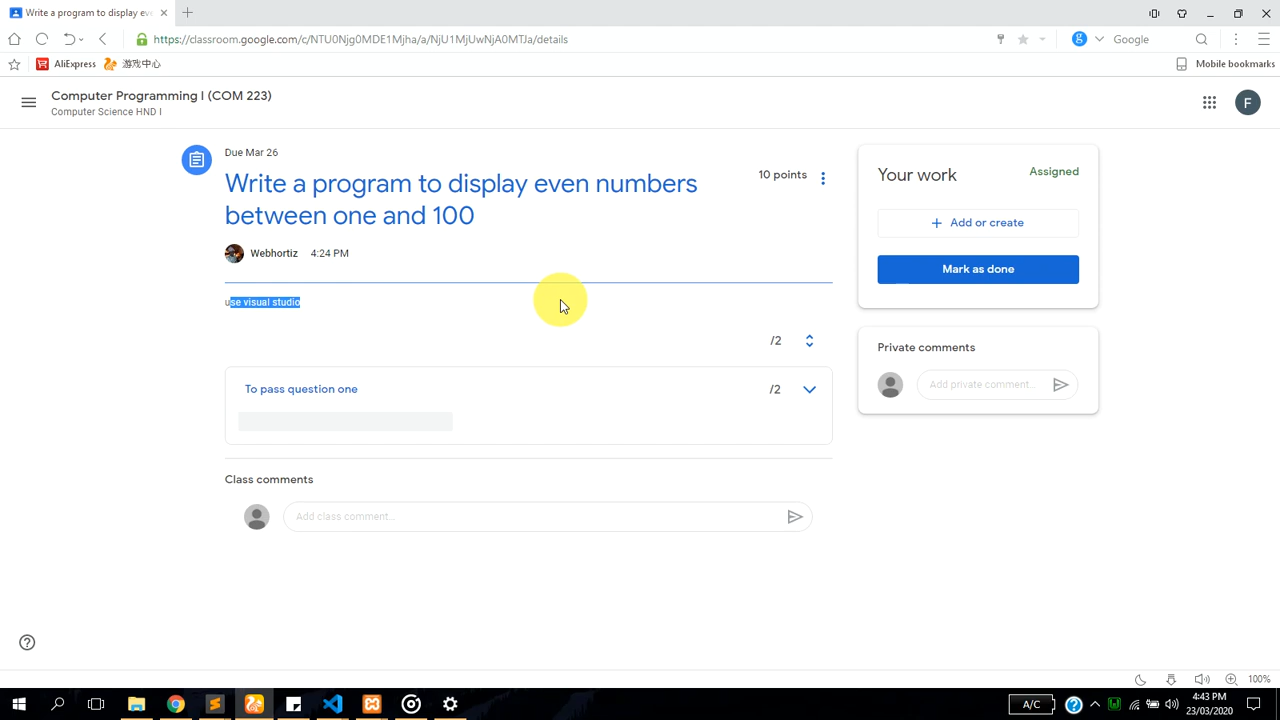 Write a program to display eve
https://classroom.google.com/c/NTU0Njg0MDE1Mjha/a/NjU1MjUwNjA0MTJa/details
Google
AliExpress
游戏中心
Mobile bookmarks
Computer Programming I (COM 223)
Computer Science HND I
F
Due Mar 26
Write a program to display even numbers
between one and 100
10 points
Webhortiz 4:24 PM
use visual studio
/2
To pass question one
/2
Class comments
Add class comment...
Your work
Assigned
Add or create
Mark as done
Private comments
Add private comment...
100%
A/C
4:43 PM
23/03/2020